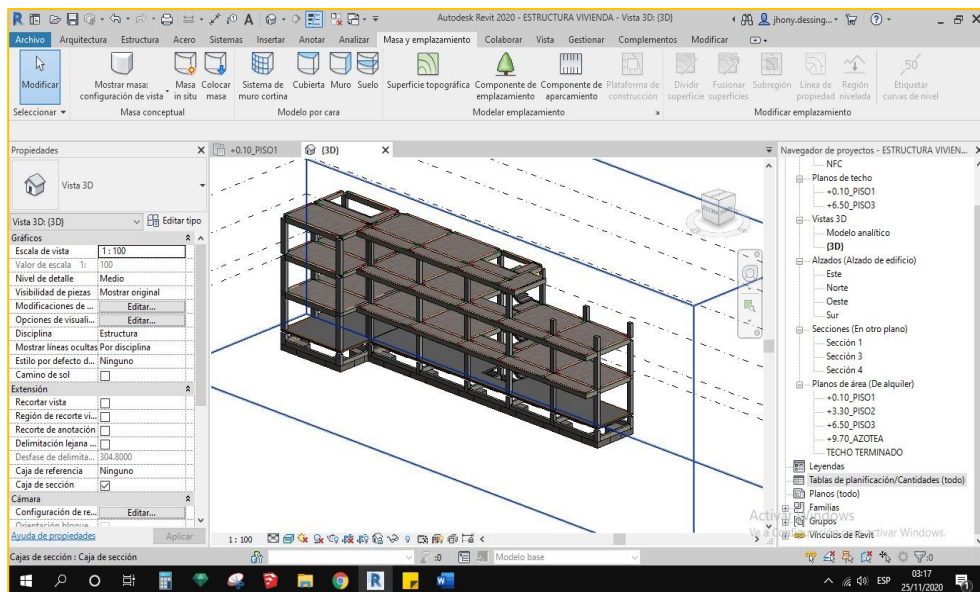 Autodesk Revit 2020 - ESTRUCTURA VIVIENDA - Vista 3D: {3D}
jhony.dessing...
Archivo Arquitectura Estructura Acero Sistemas Insertar Anotar Analizar Masa y emplazamiento Colaborar Vista Gestionar Complementos Modificar
Modificar
Mostrar masa: configuración de vista
Masa in situ
Colocar masa
Sistema de muro cortina
Cubierta Muro Suelo
Superficie topográfica
Componente de emplazamiento
Componente de aparcamiento
Plataforma de construcción
Dividir superficie
Fusionar superficies
Subregión
Línea de propiedad
Región nivelada
Etiquetar curvas de nivel
Seleccionar
Masa conceptual
Modelo por cara
Modelar emplazamiento
Modificar emplazamiento
Propiedades
Vista 3D
Vista 3D: {3D}
Editar tipo
Gráficos
Escala de vista 1 : 100
Valor de escala 1: 100
Nivel de detalle Medio
Visibilidad de piezas Mostrar original
Modificaciones de ... Editar...
Opciones de visuali... Editar...
Disciplina Estructura
Mostrar líneas ocultas Por disciplina
Estilo por defecto d... Ninguno
Camino de sol
Extensión
Recortar vista
Región de recorte vi...
Recorte de anotación
Delimitación lejana ...
Desfase de delimita... 304.8000
Caja de referencia Ninguno
Caja de sección
Cámara
Configuración de re... Editar...
Ayuda de propiedades
Aplicar
+0.10_PISO1
{3D}
Navegador de proyectos - ESTRUCTURA VIVIEN...
NFC
Planos de techo
+0.10_PISO1
+6.50_PISO3
Vistas 3D
Modelo analítico
{3D}
Alzados (Alzado de edificio)
Este
Norte
Oeste
Sur
Secciones (En otro plano)
Sección 1
Sección 3
Sección 4
Planos de área (De alquiler)
+0.10_PISO1
+3.30_PISO2
+6.50_PISO3
+9.70_AZOTEA
TECHO TERMINADO
Leyendas
Tablas de planificación/Cantidades (todo)
Planos (todo)
Familias
Grupos
Vínculos de Revit
Activar Windows
1 : 100
Cajas de sección : Caja de sección
:0
Modelo base
:0
ESP
03:17
25/11/2020